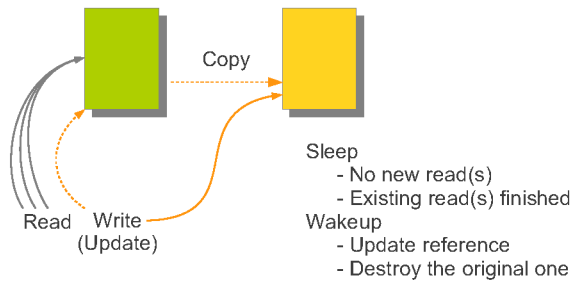 Copy
Read
Write
(Update)
Sleep
- No new read(s)
- Existing read(s) finished
Wakeup
- Update reference
- Destroy the original one